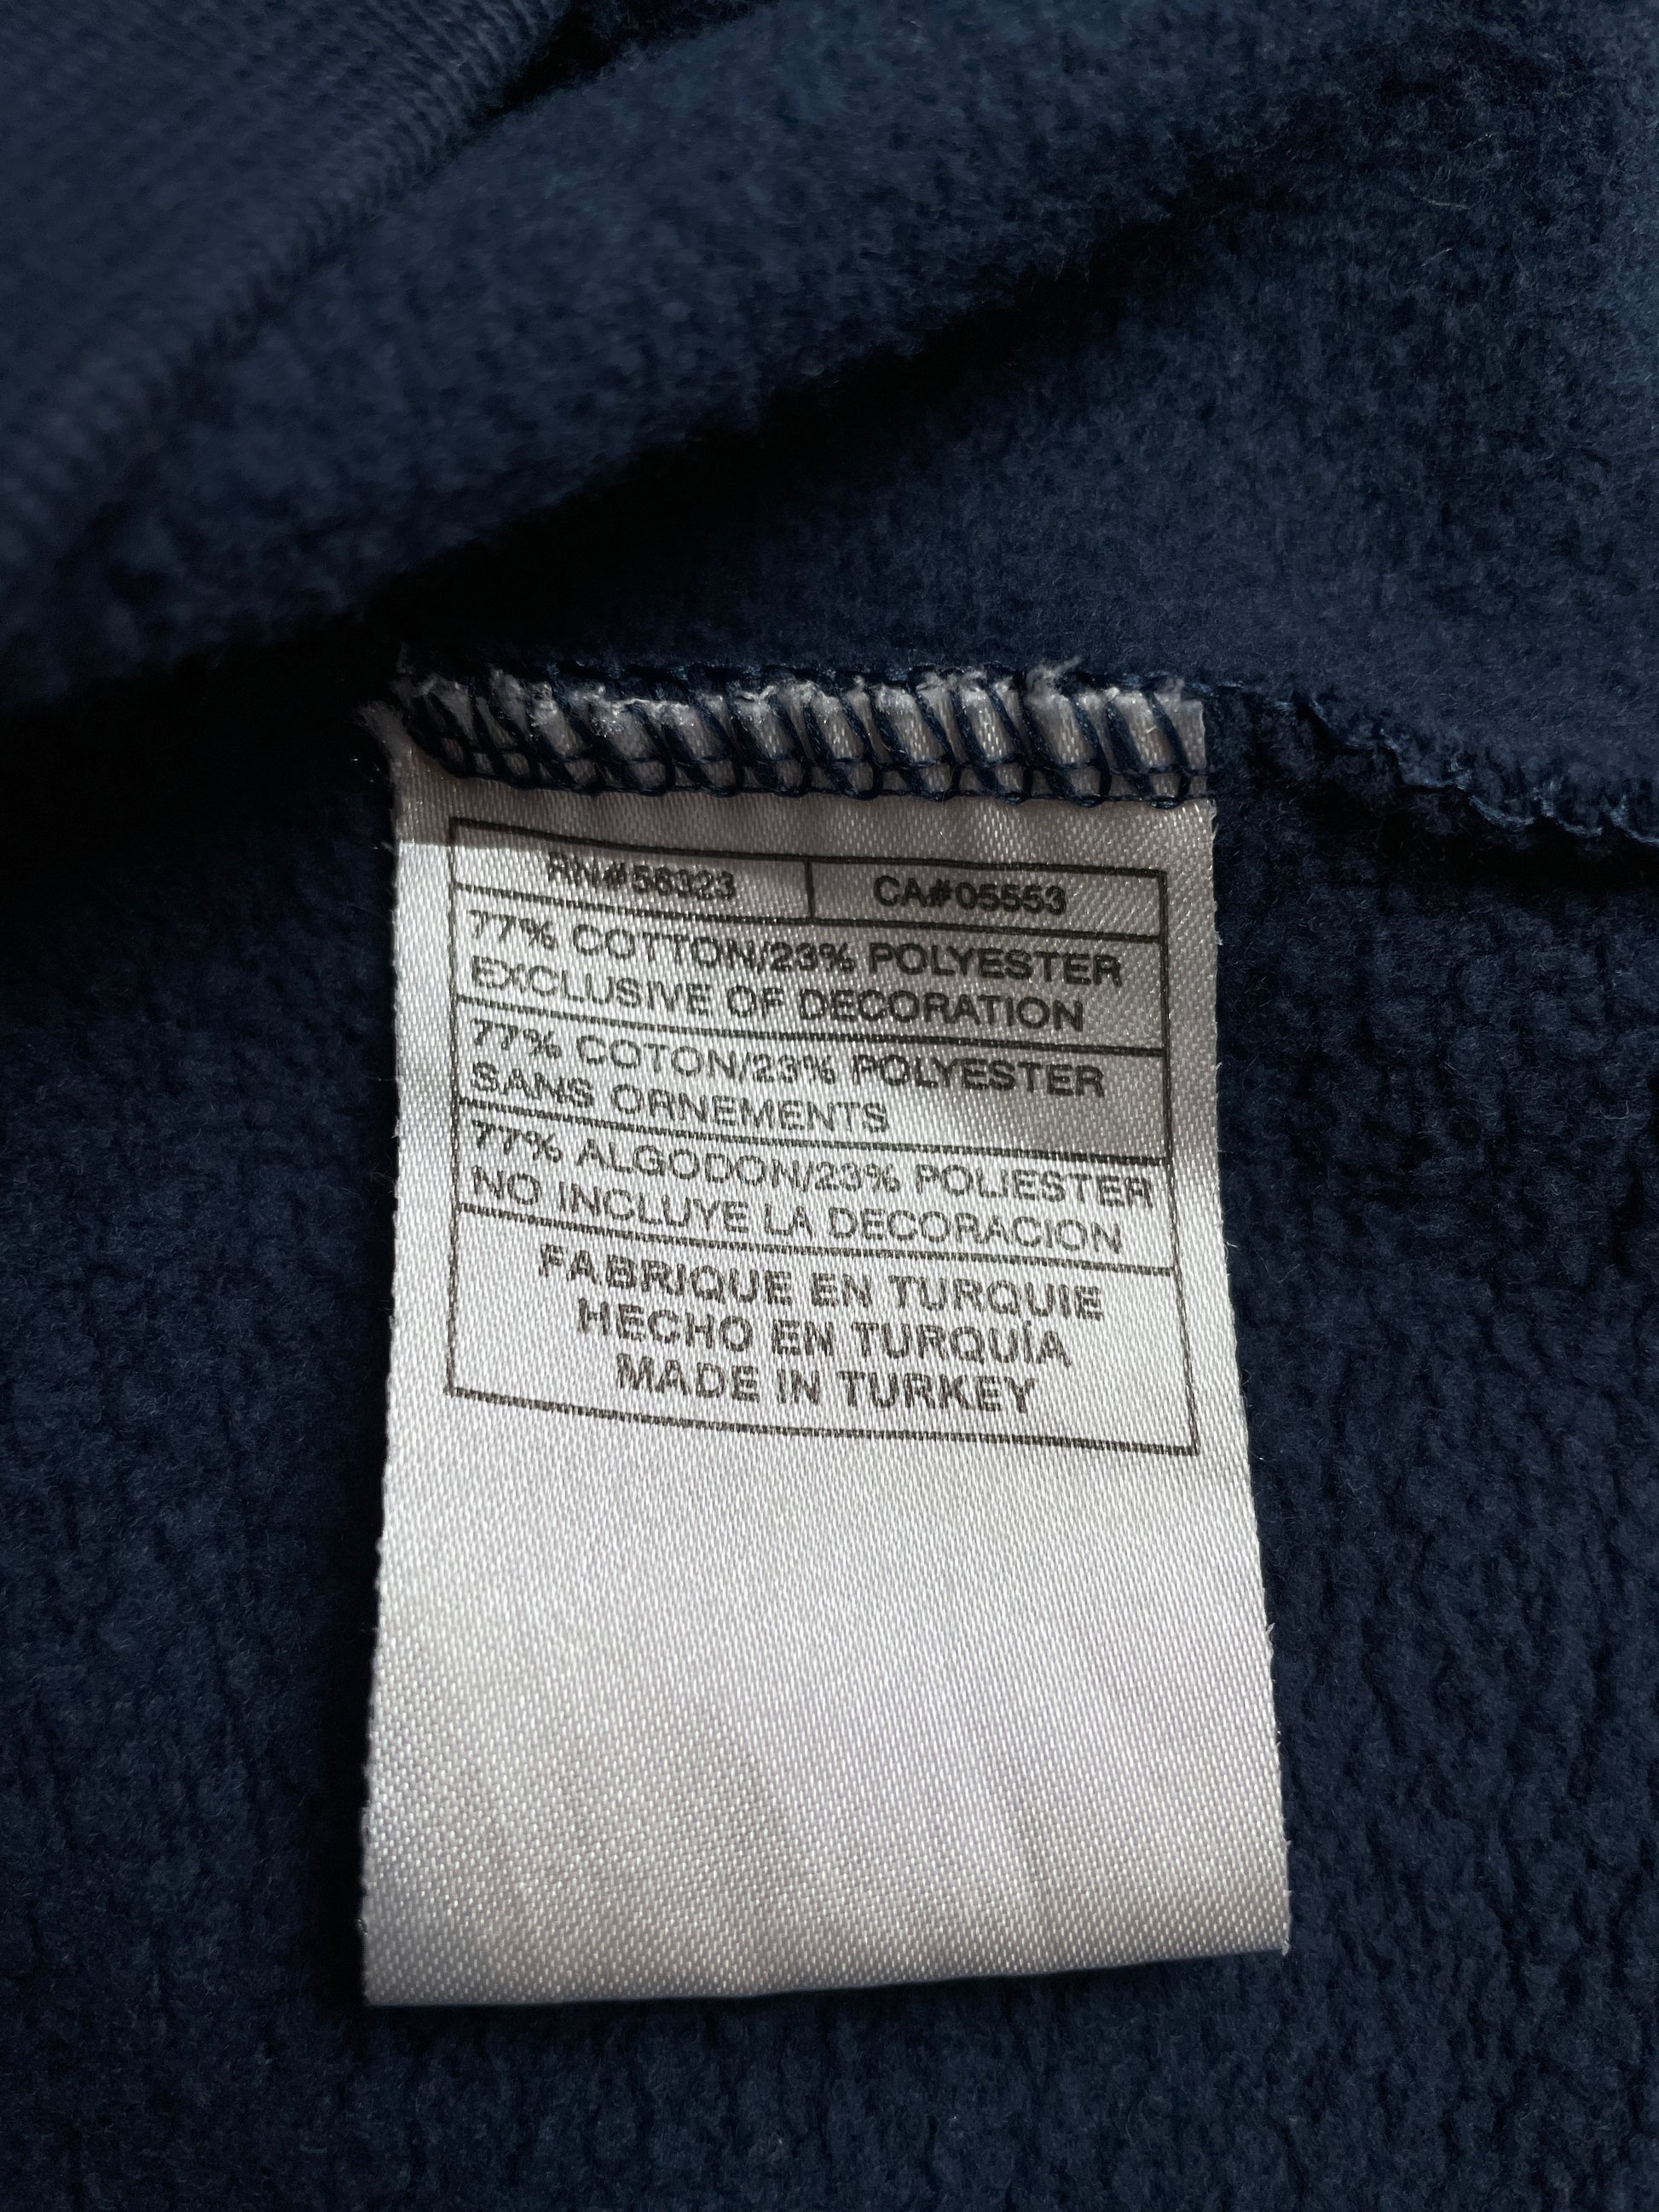 RN#56323 CA#05553
77% COTTON/23% POLYESTER
EXCLUSIVE OF DECORATION
77% COTON/23% POLYESTER
SANS ORNEMENTS
77% ALGODON/23% POLIESTER
NO INCLUYE LA DECORACION
FABRIQUE EN TURQUIE
HECHO EN TURQUÍA
MADE IN TURKEY